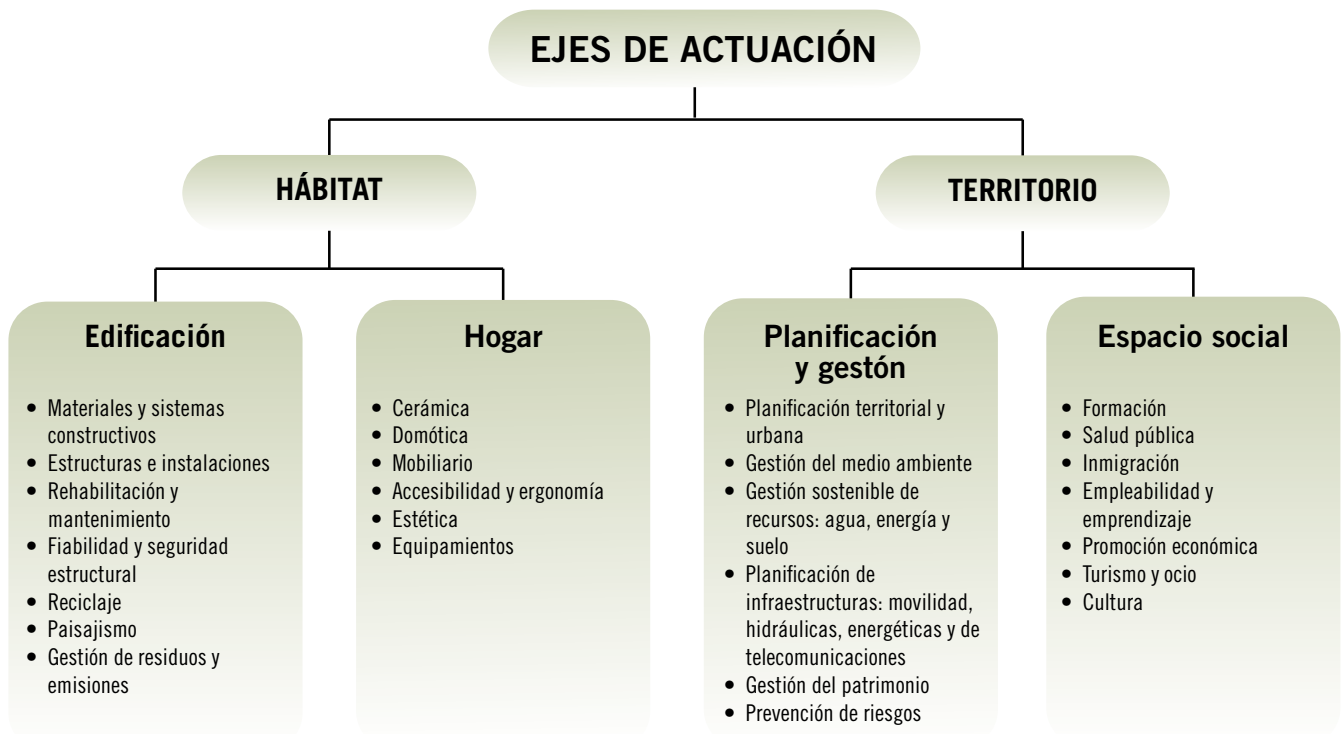 EJES DE ACTUACIÓN
HÁBITAT
TERRITORIO
Edificación
• Materiales y sistemas
constructivos
• Estructuras e instalaciones
• Rehabilitación y
mantenimiento
• Fiabilidad y seguridad
estructural
• Reciclaje
• Paisajismo
• Gestión de residuos y
emisiones
Hogar
• Cerámica
• Domótica
• Mobiliario
• Accesibilidad y ergonomía
• Estética
• Equipamientos
Planificación
y gestón
• Planificación territorial y
urbana
• Gestión del medio ambiente
• Gestión sostenible de
recursos: agua, energía y
suelo
• Planificación de
infraestructuras: movilidad,
hidráulicas, energéticas y de
telecomunicaciones
• Gestión del patrimonio
• Prevención de riesgos
Espacio social
• Formación
• Salud pública
• Inmigración
• Empleabilidad y
emprendizaje
• Promoción económica
• Turismo y ocio
• Cultura